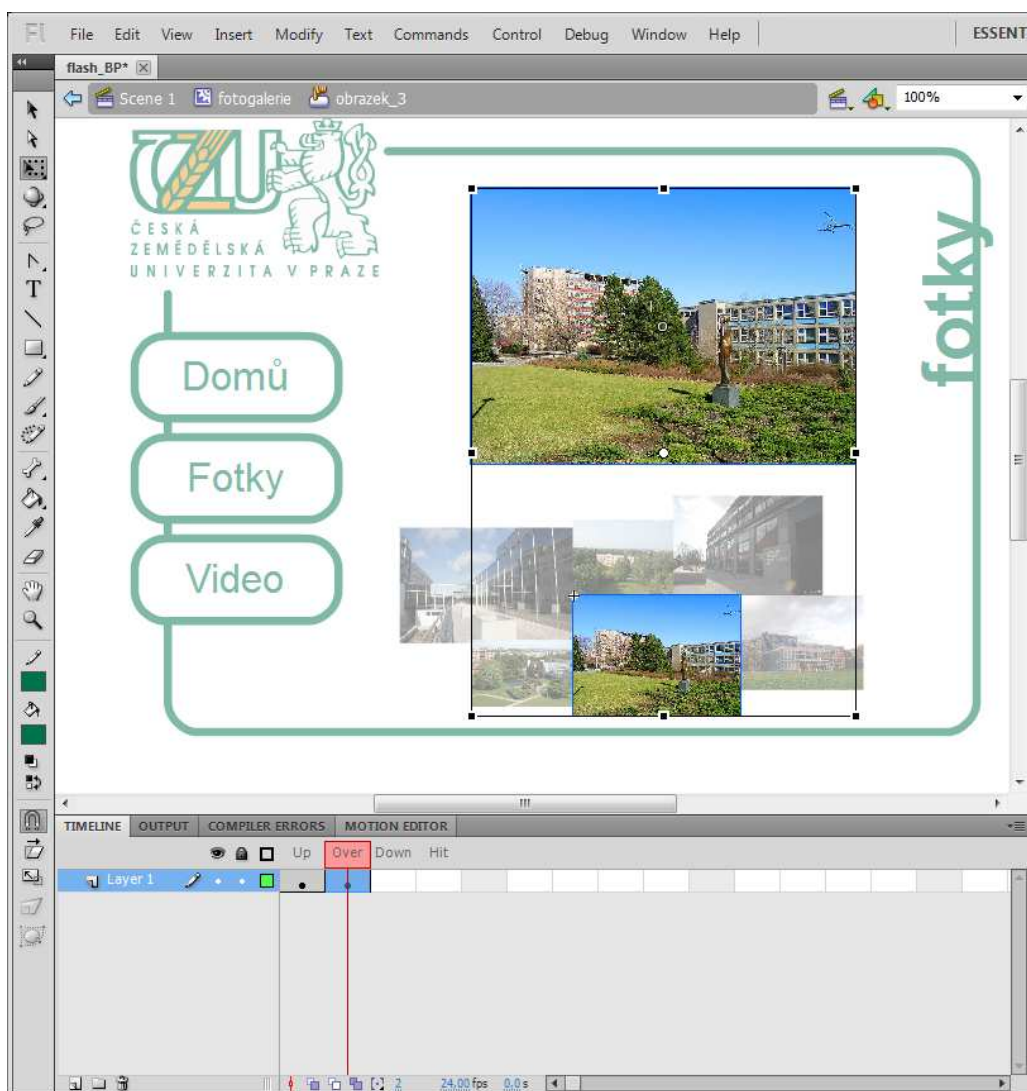 Fl File Edit View Insert Modify Text Commands Control Debug Window Help ESSENT
flash_BP*
Scene 1 fotogalerie obrazek_3 100%
ČZU
ČESKÁ
ZEMĚDĚLSKÁ
UNIVERZITA V PRAZE
fotky
Domů
Fotky
Video
TIMELINE OUTPUT COMPILER ERRORS MOTION EDITOR
Up Over Down Hit
Layer 1
2 24.00 fps 0.0 s